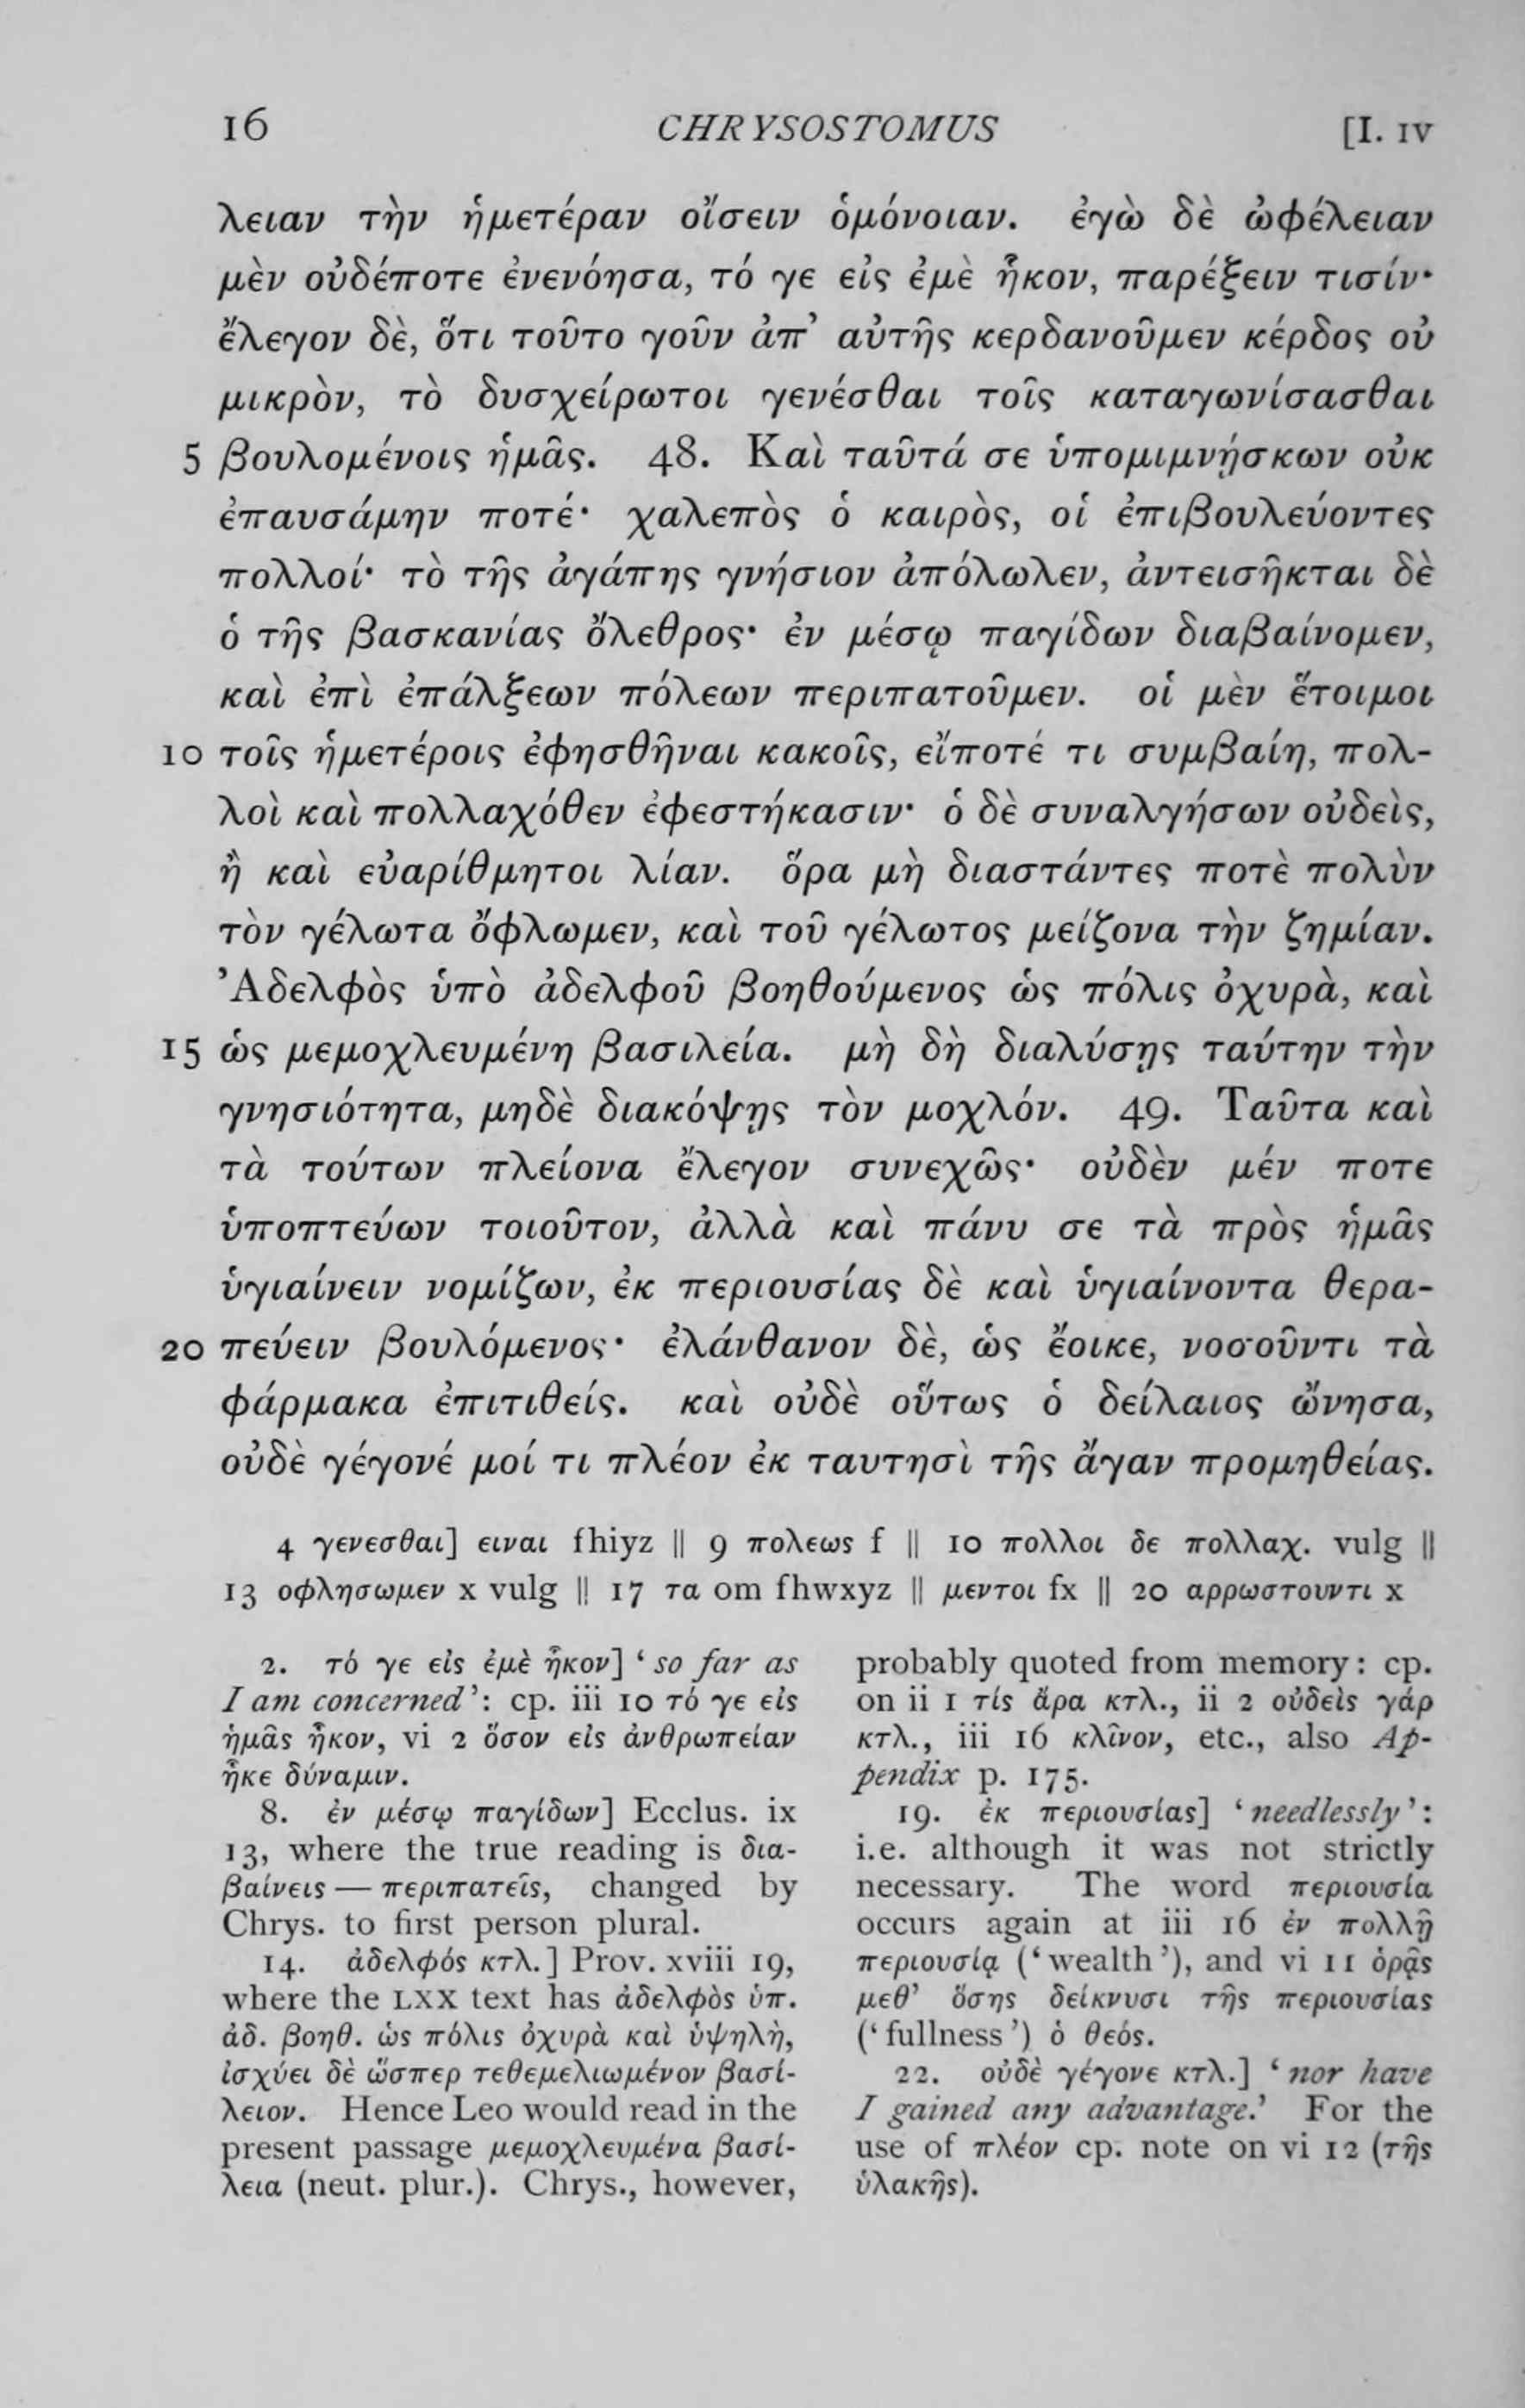 16 CHRYSOSTOMUS [I. IV
λειαν τὴν ἡμετέραν οἴσειν ὁμόνοιαν. ἐγὼ δὲ ὠφέλειαν
μὲν οὐδέποτε ἐνενόησα, τό γε εἰς ἐμὲ ἧκον, παρέξειν τισίν·
ἔλεγον δὲ, ὅτι τοῦτο γοῦν ἀπ’ αὐτῆς κερδανοῦμεν κέρδος οὐ
μικρὸν, τὸ δυσχείρωτοι γενέσθαι τοῖς καταγωνίσασθαι
5 βουλομένοις ἡμᾶς. 48. Καὶ ταῦτά σε ὑπομιμνῄσκων οὐκ
ἐπαυσάμην ποτέ· χαλεπὸς ὁ καιρὸς, οἱ ἐπιβουλεύοντες
πολλοί· τὸ τῆς ἀγάπης γνήσιον ἀπόλωλεν, ἀντεισῆκται δὲ
ὁ τῆς βασκανίας ὄλεθρος· ἐν μέσῳ παγίδων διαβαίνομεν,
καὶ ἐπὶ ἐπάλξεων πόλεων περιπατοῦμεν. οἱ μὲν ἕτοιμοι
10 τοῖς ἡμετέροις ἐφησθῆναι κακοῖς, εἴποτέ τι συμβαίη, πολ-
λοὶ καὶ πολλαχόθεν ἐφεστήκασιν· ὁ δὲ συναλγήσων οὐδεὶς,
ἢ καὶ εὐαρίθμητοι λίαν. ὅρα μὴ διαστάντες ποτὲ πολὺν
τὸν γέλωτα ὄφλωμεν, καὶ τοῦ γέλωτος μείζονα τὴν ζημίαν.
Ἀδελφὸς ὑπὸ ἀδελφοῦ βοηθούμενος ὡς πόλις ὀχυρὰ, καὶ
15 ὡς μεμοχλευμένη βασιλεία. μὴ δὴ διαλύσῃς ταύτην τὴν
γνησιότητα, μηδὲ διακόψῃς τὸν μοχλόν. 49. Ταῦτα καὶ
τὰ τούτων πλείονα ἔλεγον συνεχῶς· οὐδὲν μέν ποτε
ὑποπτεύων τοιοῦτον, ἀλλὰ καὶ πάνυ σε τὰ πρὸς ἡμᾶς
ὑγιαίνειν νομίζων, ἐκ περιουσίας δὲ καὶ ὑγιαίνοντα θερα-
20 πεύειν βουλόμενος· ἐλάνθανον δὲ, ὡς ἔοικε, νοσοῦντι τὰ
φάρμακα ἐπιτιθείς. καὶ οὐδὲ οὕτως ὁ δείλαιος ὤνησα,
οὐδὲ γέγονέ μοί τι πλέον ἐκ ταυτησὶ τῆς ἄγαν προμηθείας.
4 γενεσθαι] ειναι fhiyz || 9 πολεως f || 10 πολλοι δε πολλαχ. vulg ||
13 οφλησωμεν x vulg || 17 τα om fhwxyz || μεντοι fx || 20 αρρωστουντι x
2. τό γε εἰς ἐμὲ ἧκον] ‘so far as
I am concerned’: cp. iii 10 τό γε εἰς
ἡμᾶς ἧκον, vi 2 ὅσον εἰς ἀνθρωπείαν
ἧκε δύναμιν.
8. ἐν μέσῳ παγίδων] Ecclus. ix
13, where the true reading is δια-
βαίνεις — περιπατεῖς, changed by
Chrys. to first person plural.
14. ἀδελφός κτλ.] Prov. xviii 19,
where the LXX text has ἀδελφὸς ὑπ.
ἀδ. βοηθ. ὡς πόλις ὀχυρὰ καὶ ὑψηλὴ,
ἰσχύει δὲ ὥσπερ τεθεμελιωμένον βασί-
λειον. Hence Leo would read in the
present passage μεμοχλευμένα βασί-
λεια (neut. plur.). Chrys., however,
probably quoted from memory: cp.
on ii 1 τίς ἄρα κτλ., ii 2 οὐδεὶς γάρ
κτλ., iii 16 κλῖνον, etc., also Ap-
pendix p. 175.
19. ἐκ περιουσίας] ‘needlessly’:
i.e. although it was not strictly
necessary. The word περιουσία
occurs again at iii 16 ἐν πολλῇ
περιουσίᾳ (‘wealth’), and vi 11 ὁρᾷς
μεθ’ ὅσης δείκνυσι τῆς περιουσίας
(‘fullness’) ὁ θεός.
22. οὐδὲ γέγονε κτλ.] ‘nor have
I gained any advantage.’ For the
use of πλέον cp. note on vi 12 (τῆς
ὑλακῆς).